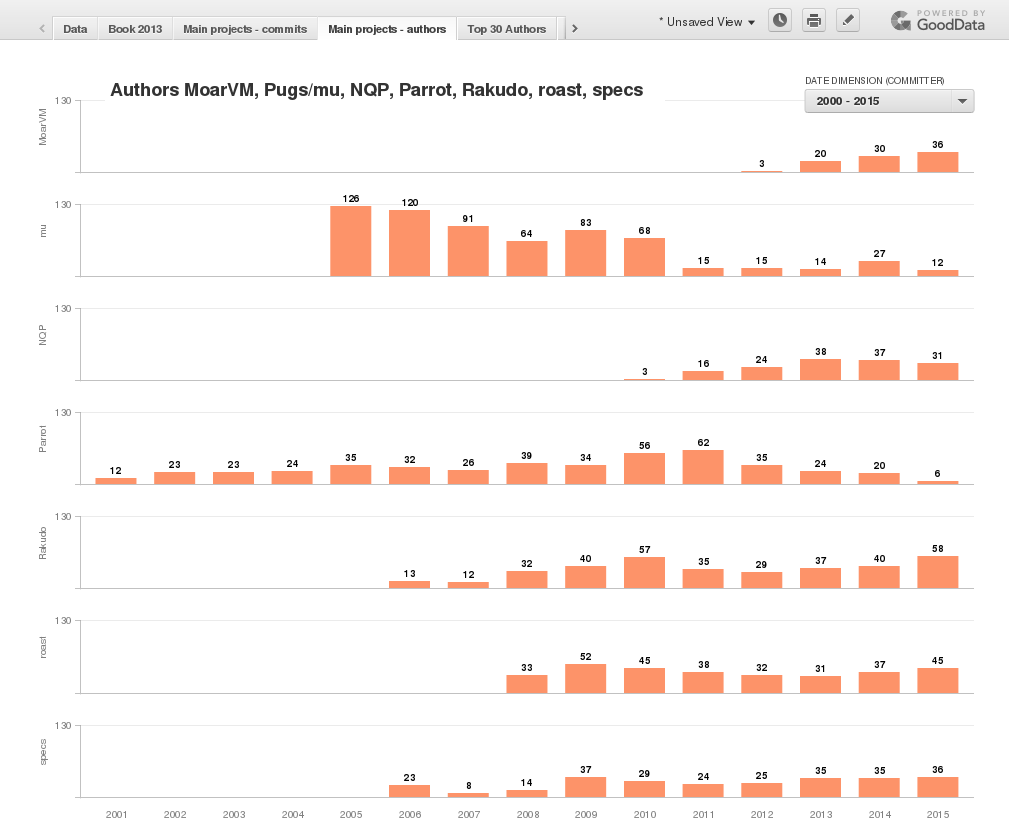 Data Book 2013 Main projects - commits Main projects - authors Top 30 Authors * Unsaved View POWERED BY GoodData
Authors MoarVM, Pugs/mu, NQP, Parrot, Rakudo, roast, specs
DATE DIMENSION (COMMITTER)
2000 - 2015
MoarVM
130
3 20 30 36
mu
130
126 120 91 64 83 68 15 15 14 27 12
NQP
130
3 16 24 38 37 31
Parrot
130
12 23 23 24 35 32 26 39 34 56 62 35 24 20 6
Rakudo
130
13 12 32 40 57 35 29 37 40 58
roast
130
33 52 45 38 32 31 37 45
specs
130
23 8 14 37 29 24 25 35 35 36
2001 2002 2003 2004 2005 2006 2007 2008 2009 2010 2011 2012 2013 2014 2015